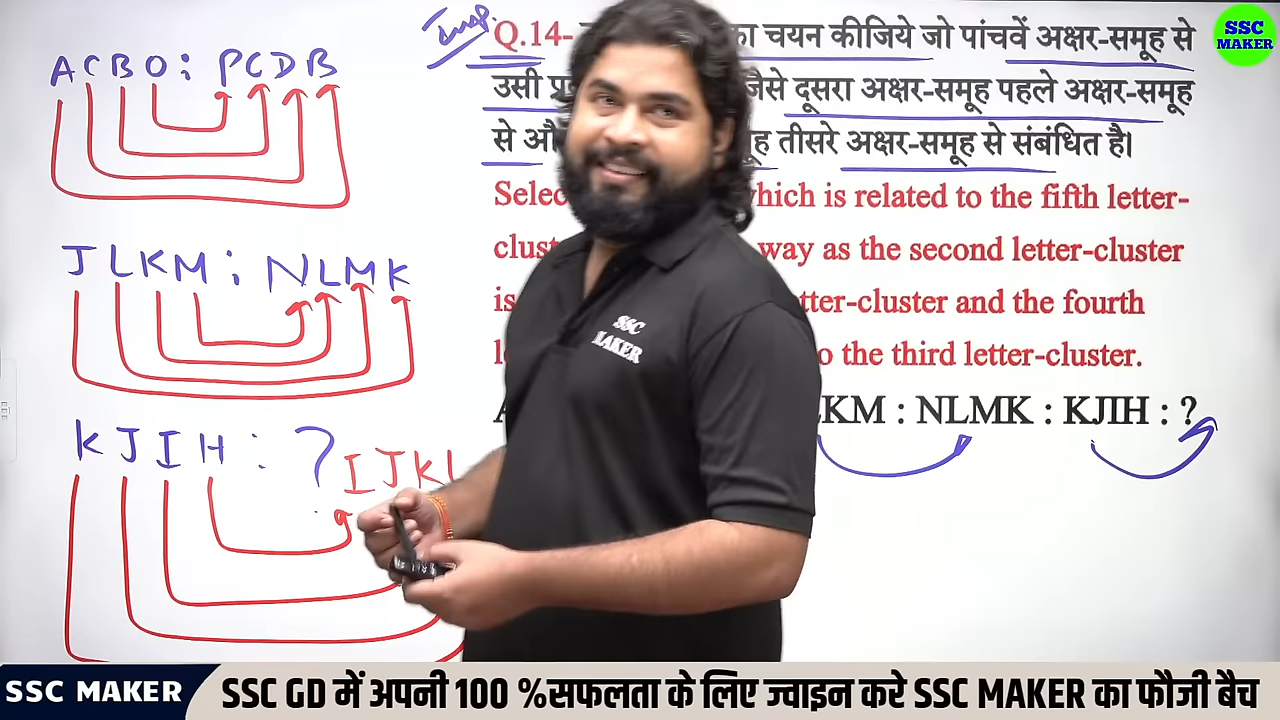 ACBO : PCDB
JLKM : NLMK
KJIH : ? IJKL
Imp.
Q.14- का चयन कीजिये जो पांचवें अक्षर-समूह से
उसी जैसे दूसरा अक्षर-समूह पहले अक्षर-समूह
से तीसरे अक्षर-समूह से संबंधित है।
which is related to the fifth letter-
way as the second letter-cluster
is letter-cluster and the fourth
to the third letter-cluster.
KM : NLMK : KJIH : ?
SSC
MAKER
SSC
MAKER
SSC MAKER
SSC GD में अपनी 100 %सफलता के लिए ज्वाइन करे SSC MAKER का फौजी बैच